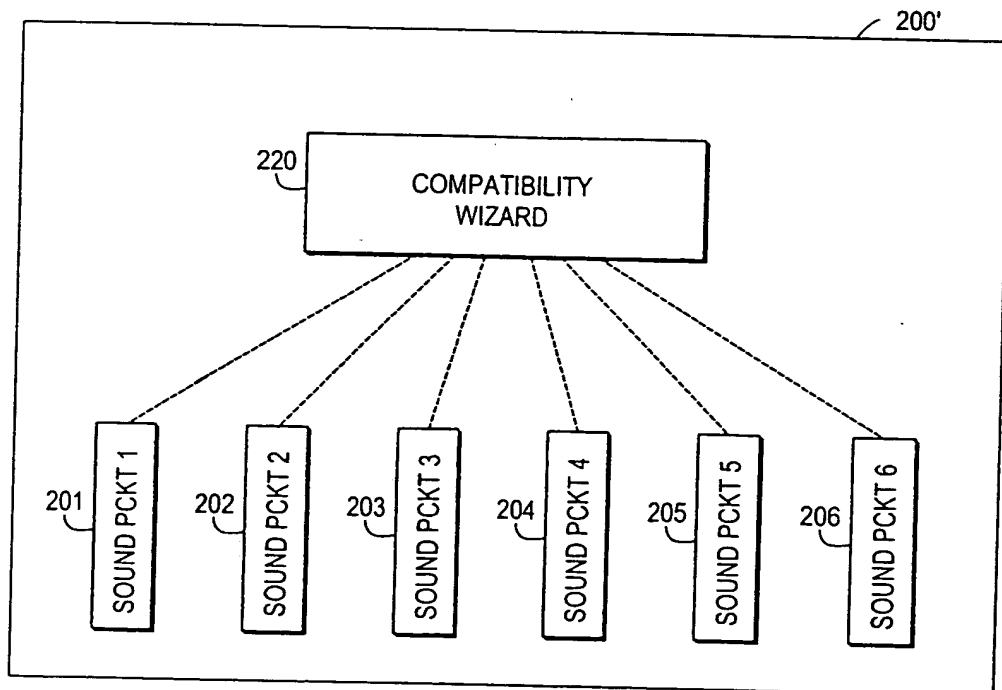 200'
220
COMPATIBILITY
WIZARD
201
SOUND PCKT 1
202
SOUND PCKT 2
203
SOUND PCKT 3
204
SOUND PCKT 4
205
SOUND PCKT 5
206
SOUND PCKT 6